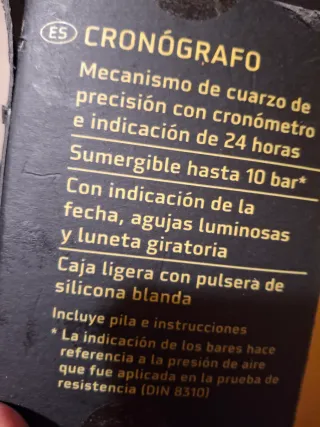 ES CRONÓGRAFO
Mecanismo de cuarzo de
precisión con cronómetro
e indicación de 24 horas
Sumergible hasta 10 bar*
Con indicación de la
fecha, agujas luminosas
y luneta giratoria
Caja ligera con pulsera de
silicona blanda
Incluye pila e instrucciones
* La indicación de los bares hace
referencia a la presión de aire
que fue aplicada en la prueba de
resistencia (DIN 8310)